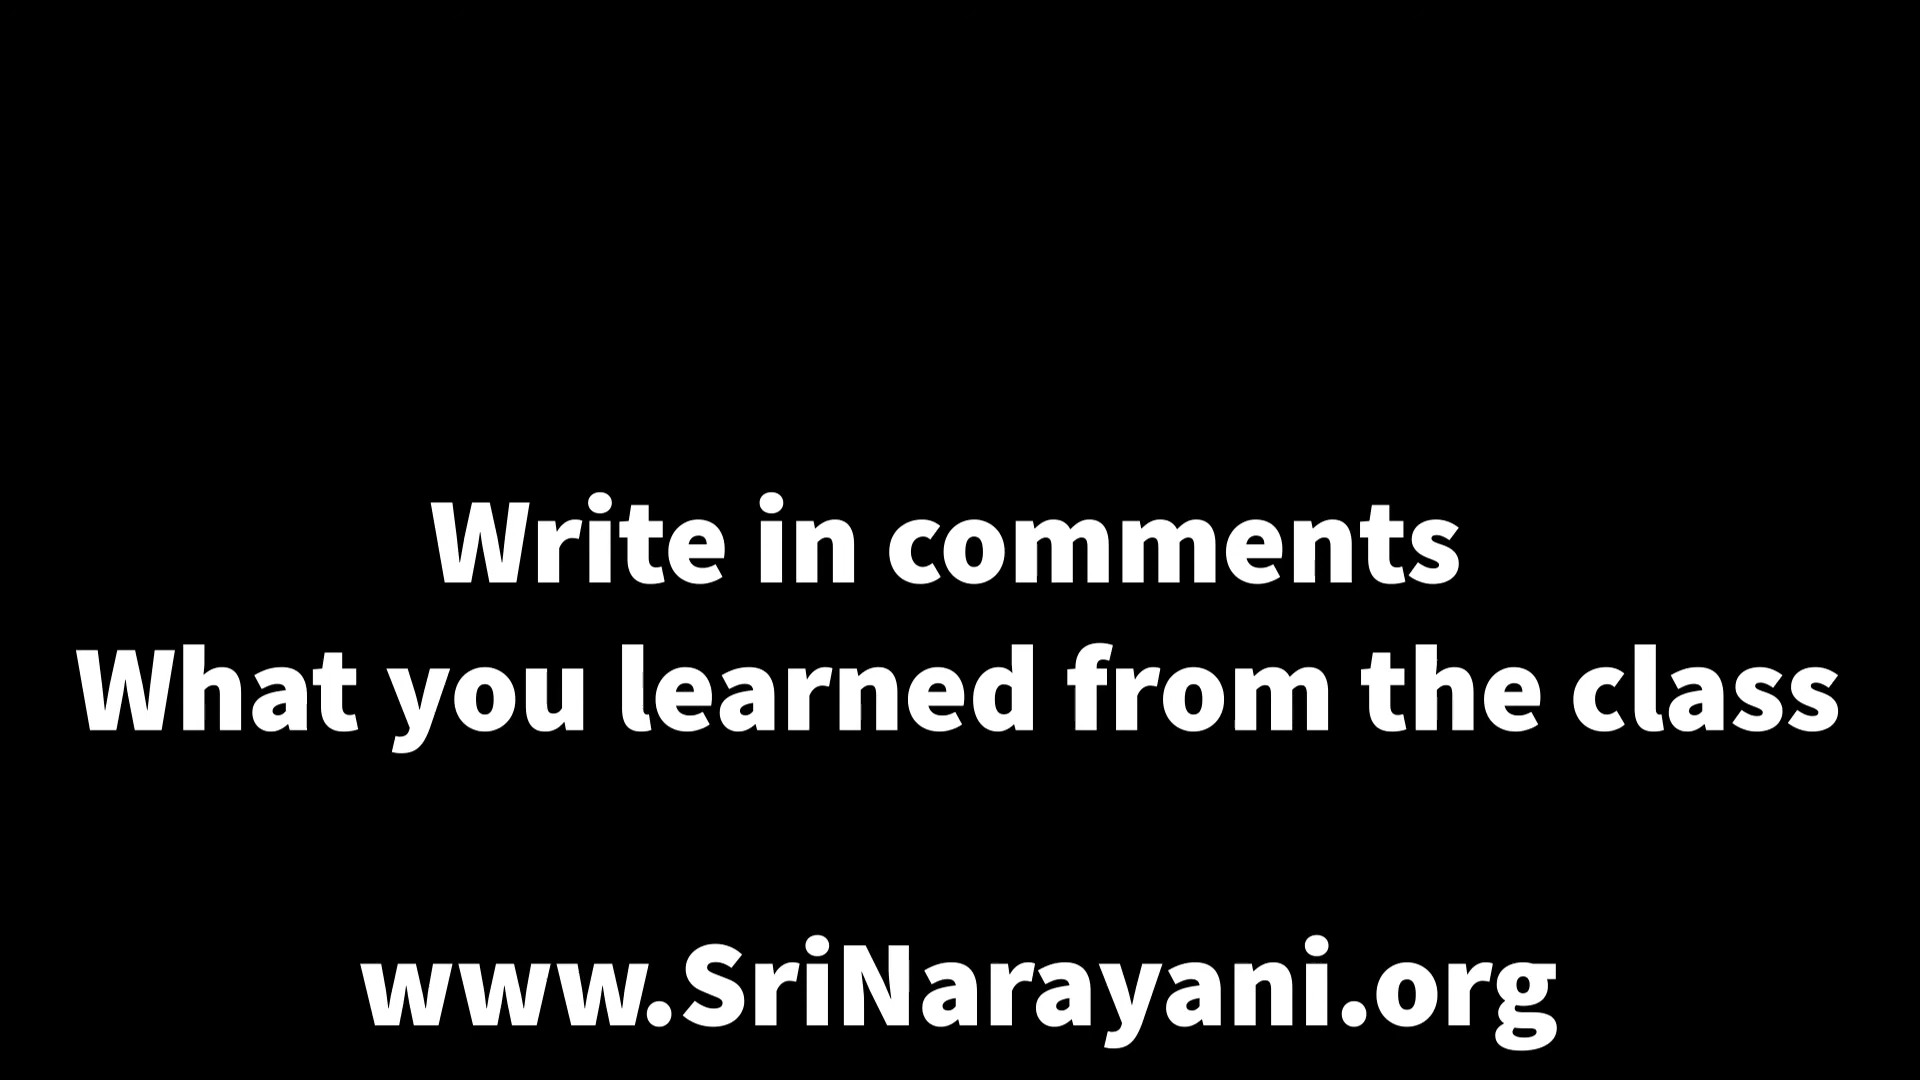 Write in comments
What you learned from the class
www.SriNarayani.org